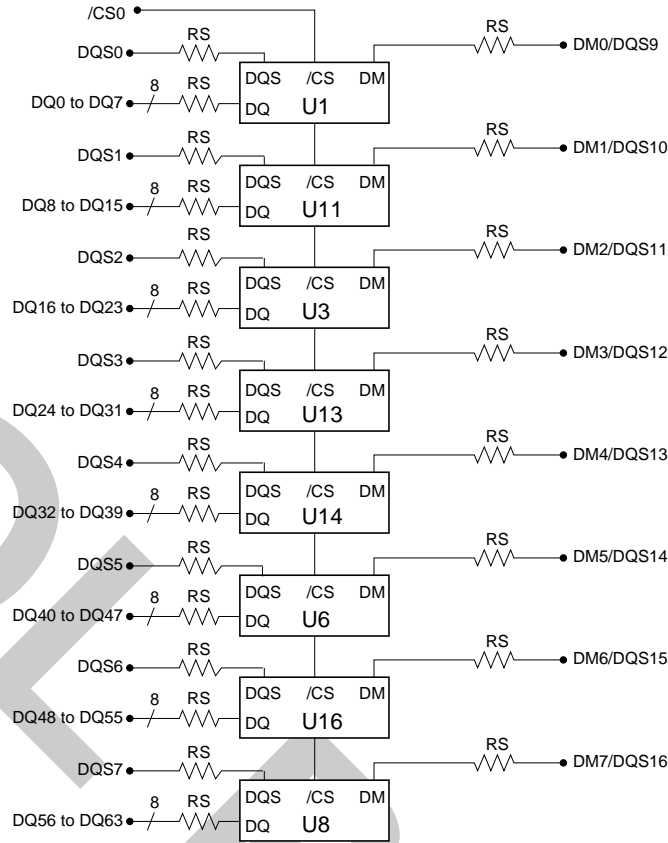 /CS0
RS RS
DQS0 DM0/DQS9
DQS /CS DM
8 RS
DQ0 to DQ7 DQ U1
RS RS
DQS1 DM1/DQS10
DQS /CS DM
8 RS
DQ8 to DQ15 DQ U11
RS RS
DQS2 DM2/DQS11
DQS /CS DM
8 RS
DQ16 to DQ23 DQ U3
RS RS
DQS3 DM3/DQS12
DQS /CS DM
8 RS
DQ24 to DQ31 DQ U13
RS RS
DQS4 DM4/DQS13
DQS /CS DM
8 RS
DQ32 to DQ39 DQ U14
RS RS
DQS5 DM5/DQS14
DQS /CS DM
8 RS
DQ40 to DQ47 DQ U6
RS RS
DQS6 DM6/DQS15
DQS /CS DM
8 RS
DQ48 to DQ55 DQ U16
RS RS
DQS7 DM7/DQS16
DQS /CS DM
8 RS
DQ56 to DQ63 DQ U8